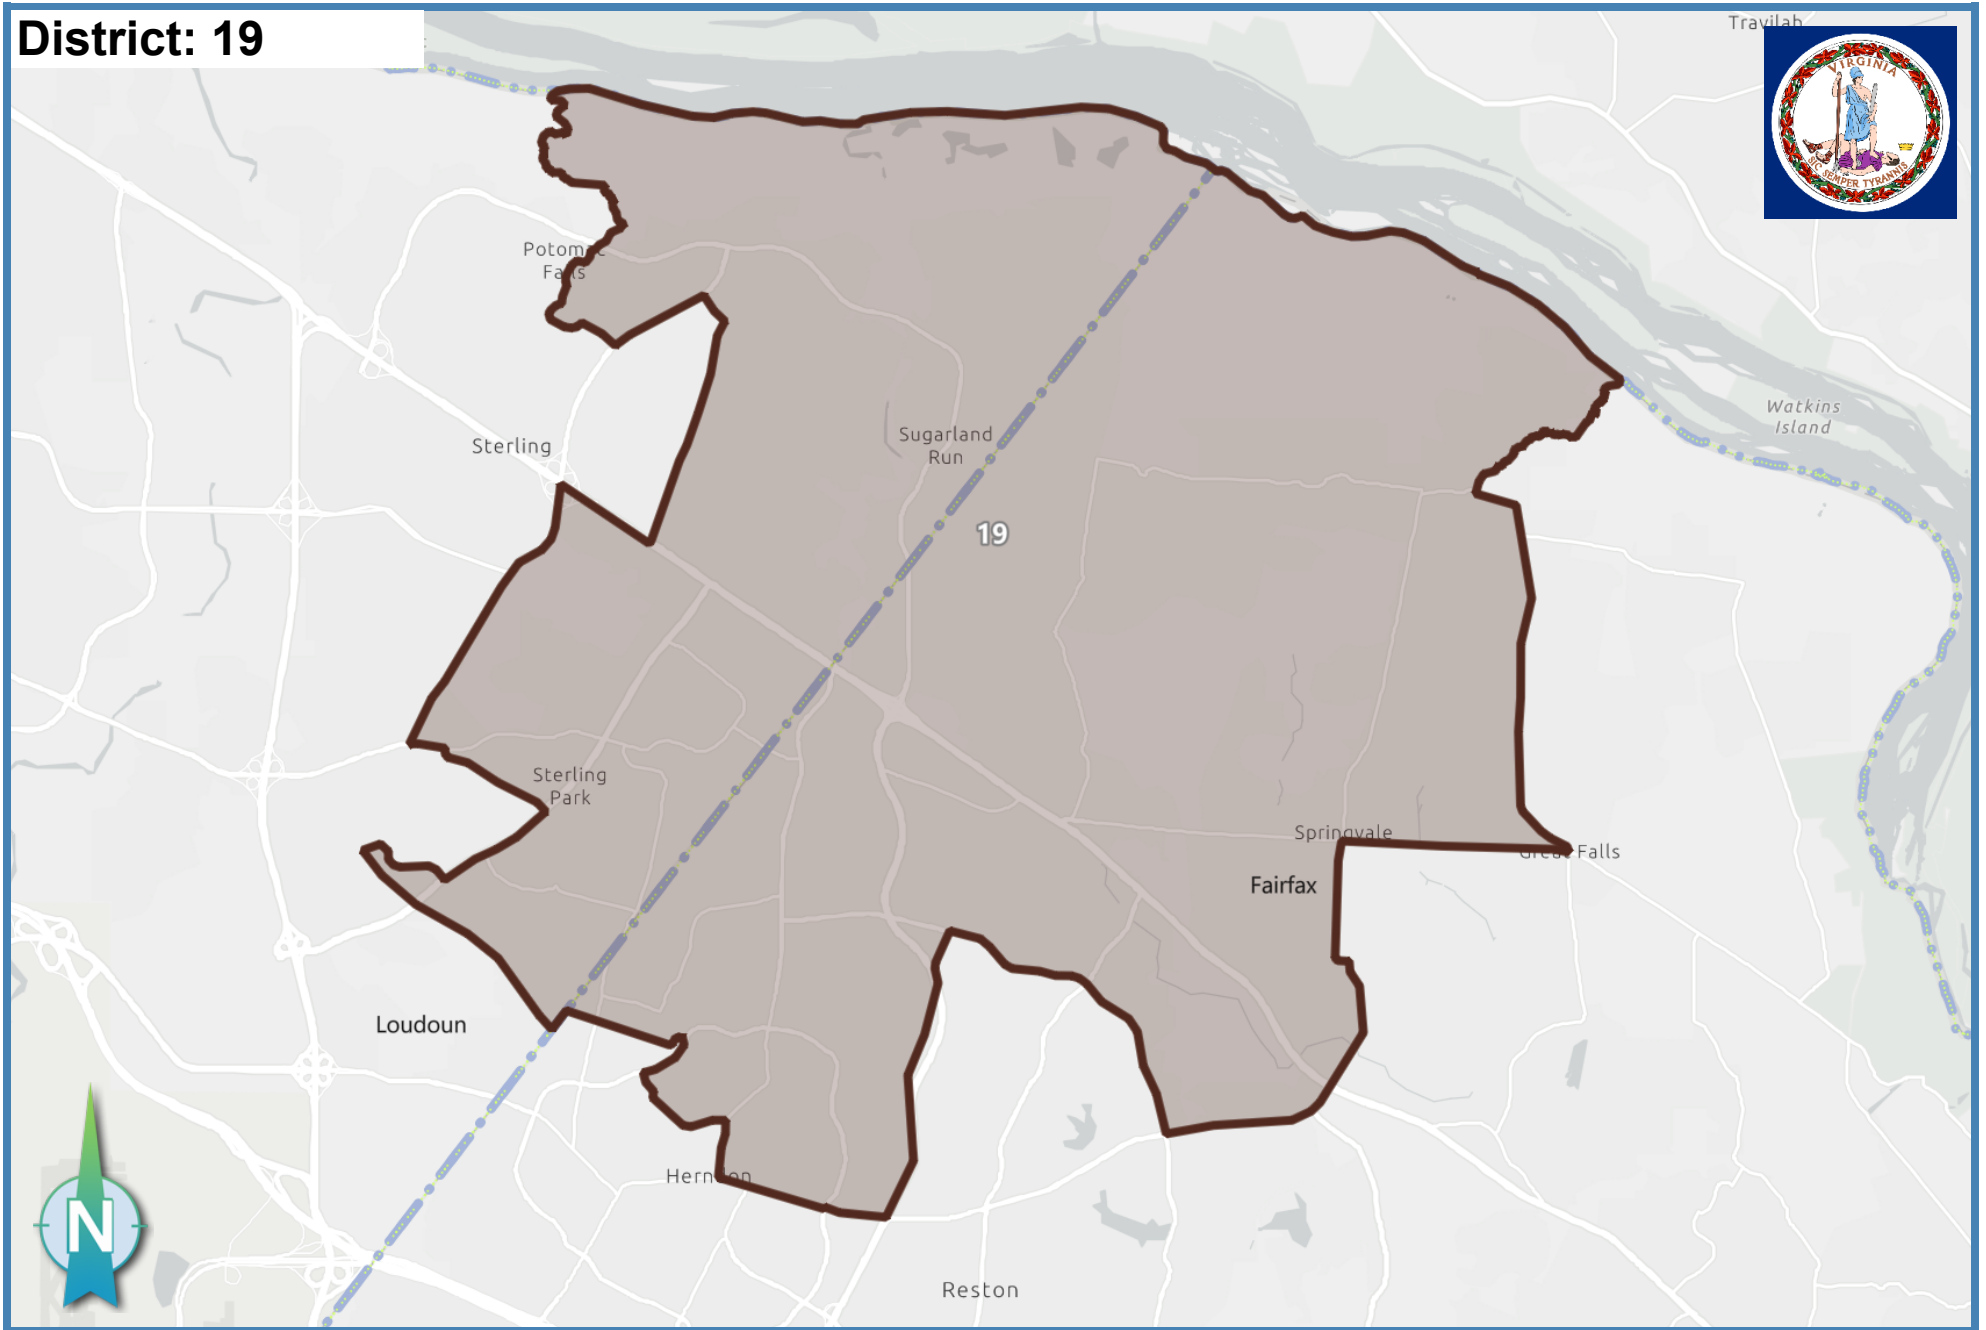 District: 19
Travilah
VIRGINIA
SIC SEMPER TYRANNIS
Potomac
Falls
Watkins
Island
Sterling
Sugarland
Run
19
Sterling
Park
Springvale
Great Falls
Fairfax
Loudoun
Herndon
N
Reston